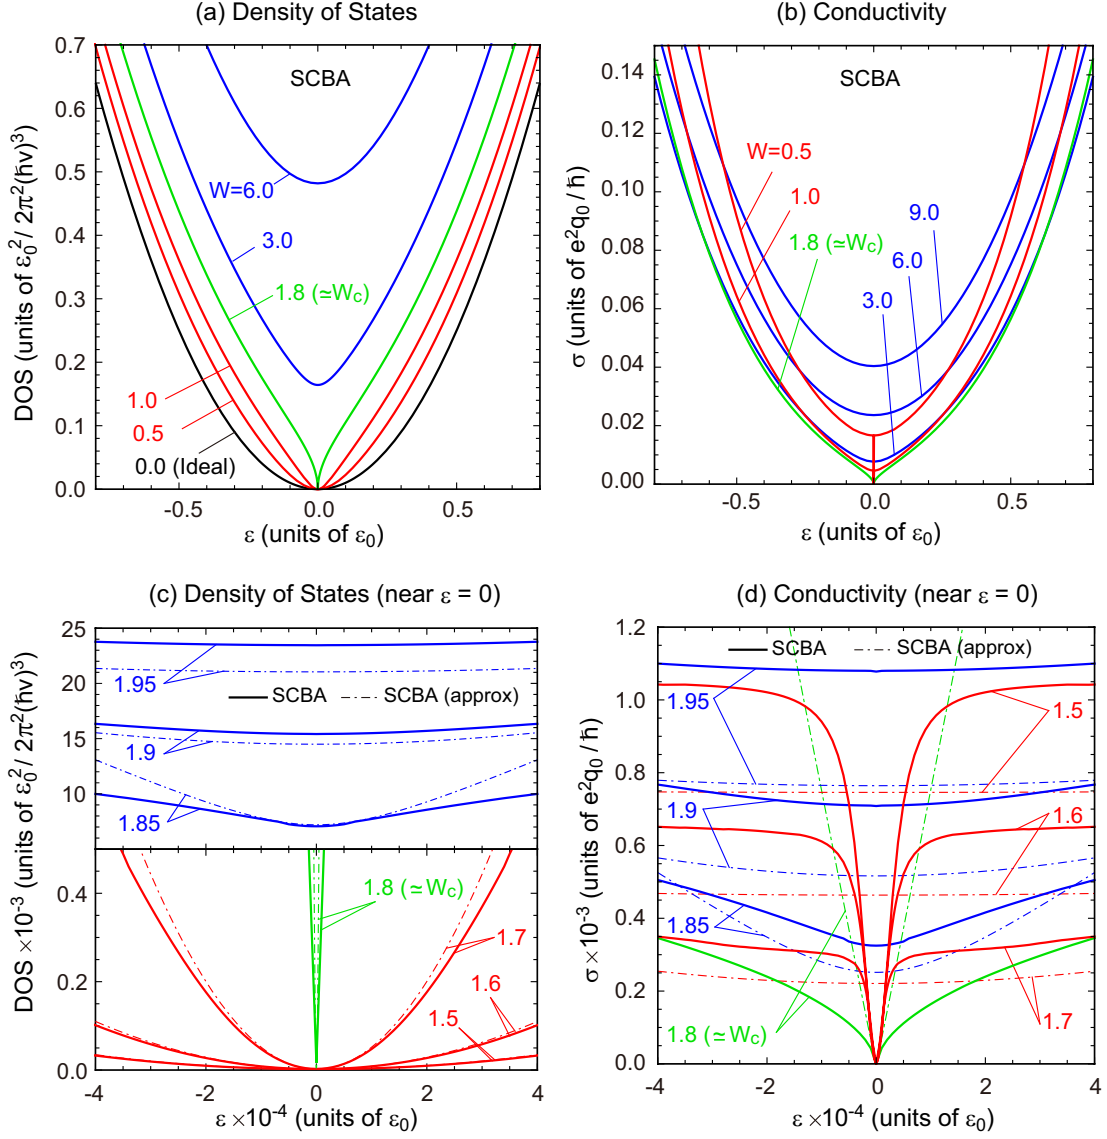 (a) Density of States
DOS (units of ε₀²/ 2π²(ħv)³)
0.7
0.6
0.5
0.4
0.3
0.2
0.1
0.0
SCBA
W=6.0
3.0
1.8 (≃Wc)
1.0
0.5
0.0 (Ideal)
-0.5
0.0
0.5
ε (units of ε₀)
(b) Conductivity
σ (units of e²q₀/ħ)
0.14
0.12
0.10
0.08
0.06
0.04
0.02
0.00
SCBA
W=0.5
1.0
1.8 (≃Wc)
9.0
6.0
3.0
-0.5
0.0
0.5
ε (units of ε₀)
(c) Density of States (near ε = 0)
DOS ×10⁻³ (units of ε₀²/ 2π²(ħv)³)
25
20
15
10
0.4
0.2
0.0
1.95
SCBA
SCBA (approx)
1.9
1.85
1.8 (≃Wc)
1.7
1.6
1.5
-4
-2
0
2
4
ε ×10⁻⁴ (units of ε₀)
(d) Conductivity (near ε = 0)
σ ×10⁻³ (units of e²q₀/ħ)
1.2
1.0
0.8
0.6
0.4
0.2
0.0
SCBA
SCBA (approx)
1.95
1.5
1.9
1.6
1.85
1.7
1.8 (≃Wc)
-4
-2
0
2
4
ε ×10⁻⁴ (units of ε₀)